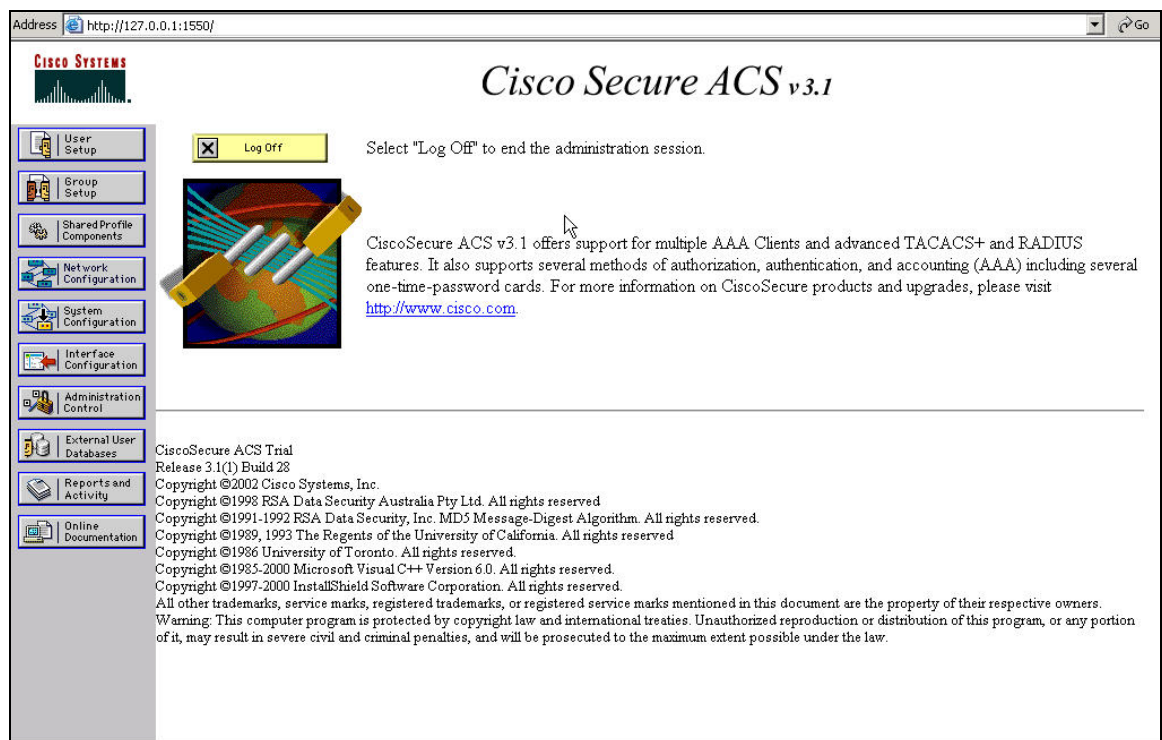 Address http://127.0.0.1:1550/ Go
CISCO SYSTEMS
Cisco Secure ACS v3.1
User
Setup
Group
Setup
Shared Profile
Components
Network
Configuration
System
Configuration
Interface
Configuration
Administration
Control
External User
Databases
Reports and
Activity
Online
Documentation
Log Off
Select "Log Off" to end the administration session.
CiscoSecure ACS v3.1 offers support for multiple AAA Clients and advanced TACACS+ and RADIUS
features. It also supports several methods of authorization, authentication, and accounting (AAA) including several
one-time-password cards. For more information on CiscoSecure products and upgrades, please visit
http://www.cisco.com.
CiscoSecure ACS Trial
Release 3.1(1) Build 28
Copyright ©2002 Cisco Systems, Inc.
Copyright ©1998 RSA Data Security Australia Pty Ltd. All rights reserved
Copyright ©1991-1992 RSA Data Security, Inc. MD5 Message-Digest Algorithm. All rights reserved.
Copyright ©1989, 1993 The Regents of the University of California. All rights reserved
Copyright ©1986 University of Toronto. All rights reserved.
Copyright ©1985-2000 Microsoft Visual C++ Version 6.0. All rights reserved.
Copyright ©1997-2000 InstallShield Software Corporation. All rights reserved.
All other trademarks, service marks, registered trademarks, or registered service marks mentioned in this document are the property of their respective owners.
Warning: This computer program is protected by copyright law and international treaties. Unauthorized reproduction or distribution of this program, or any portion
of it, may result in severe civil and criminal penalties, and will be prosecuted to the maximum extent possible under the law.